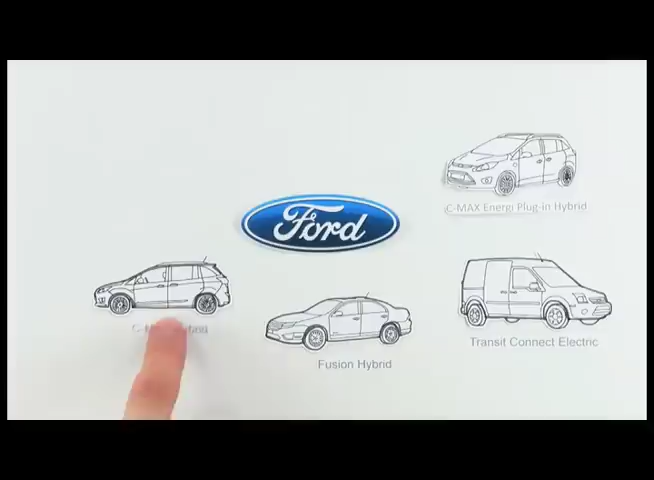 C-MAX Energi Plug-in Hybrid
Ford
Transit Connect Electric
Fusion Hybrid